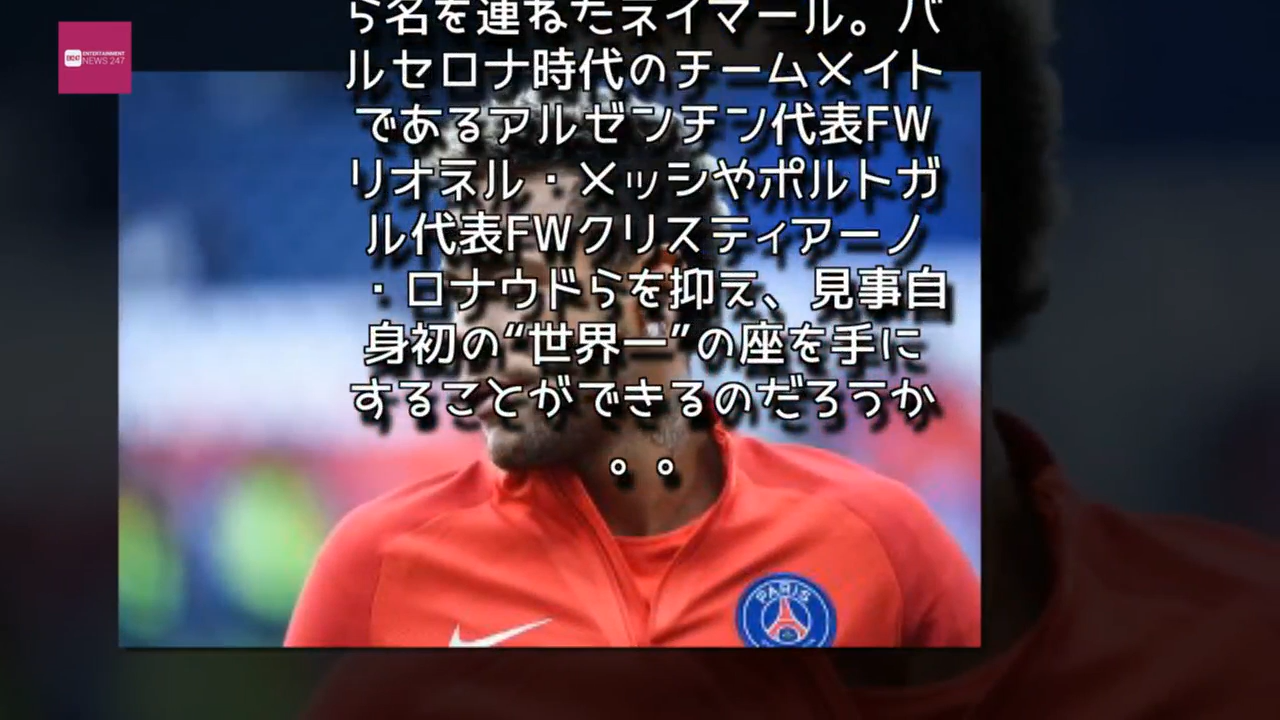 ENTERTAINMENT
NEWS 247
ら名を連ねたネイマール。バ
ルセロナ時代のチームメイト
であるアルゼンチン代表FW
リオネル・メッシやポルトガ
ル代表FWクリスティアーノ
・ロナウドらを抑え、見事自
身初の“世界一”の座を手に
することができるのだろうか
。。
PARIS